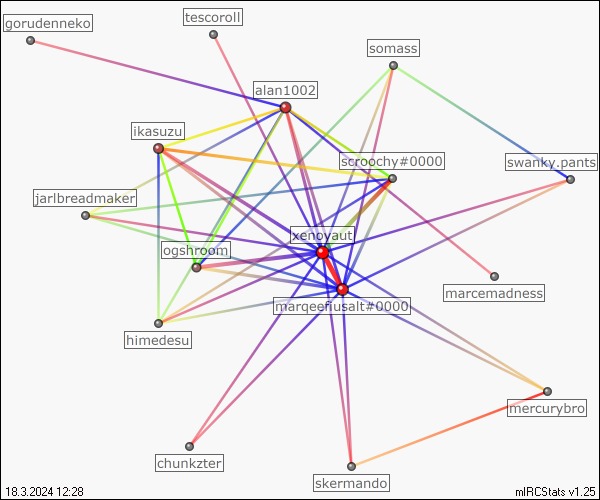 gorudenneko
tescoroll
somass
alan1002
ikasuzu
scroochy#0000
swanky.pants
jarlbreadmaker
xenoyaut
ogshroom
marcemadness
marqeeñusalt#0000
himedesu
mercurybro
chunkzter
skermando
18.3.2024 12:28
mIRCStats v1.25